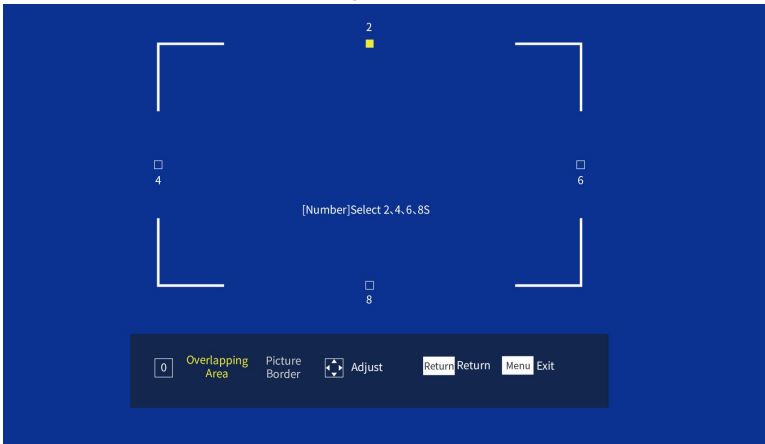 2
4
6
[Number]Select 2、4、6、8S
8
0 Overlapping Area Picture Border Adjust Return Return Menu Exit